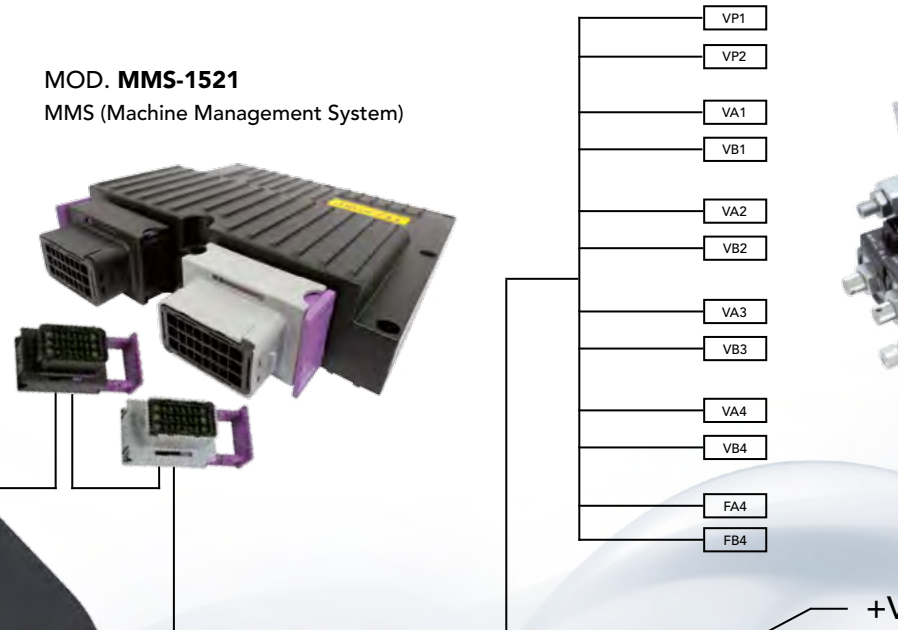 MOD. MMS-1521
MMS (Machine Management System)
VP1
VP2
VA1
VB1
VA2
VB2
VA3
VB3
VA4
VB4
FA4
FB4
+V